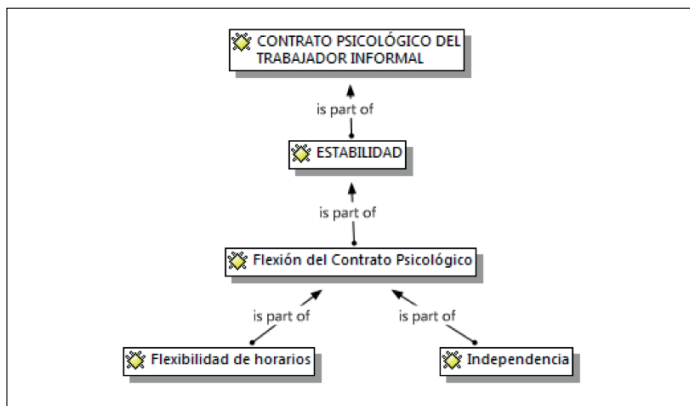 CONTRATO PSICOLÓGICO DEL
TRABAJADOR INFORMAL
is part of
ESTABILIDAD
is part of
Flexión del Contrato Psicológico
is part of
is part of
Flexibilidad de horarios
Independencia